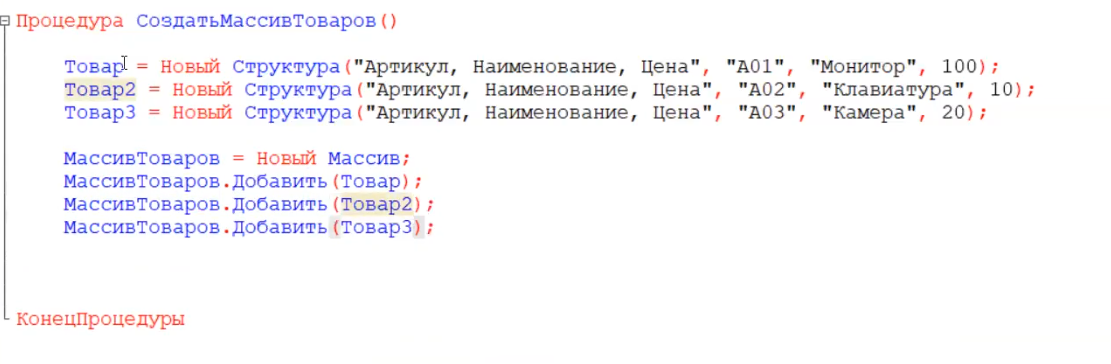 Процедура СоздатьМассивТоваров()
Товар = Новый Структура("Артикул, Наименование, Цена", "А01", "Монитор", 100);
Товар2 = Новый Структура("Артикул, Наименование, Цена", "А02", "Клавиатура", 10);
Товар3 = Новый Структура("Артикул, Наименование, Цена", "А03", "Камера", 20);
МассивТоваров = Новый Массив;
МассивТоваров.Добавить(Товар);
МассивТоваров.Добавить(Товар2);
МассивТоваров.Добавить(Товар3);
КонецПроцедуры